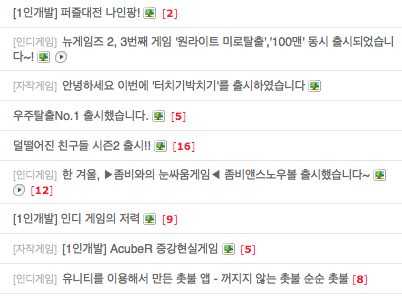 [1인개발] 퍼즐대전 나인팡! [2]
[인디게임] 뉴게임즈 2, 3번째 게임 '원라이트 미로탈출','100맨' 동시 출시되었습니
다~!
[자작게임] 안녕하세요 이번에 '터치기박치기'를 출시하였습니다
우주탈출No.1 출시했습니다. [5]
덜떨어진 친구들 시즌2 출시!! [16]
[인디게임] 한 겨울, ▶좀비와의 눈싸움게임◀ 좀비앤스노우볼 출시했습니다~
[12]
[1인개발] 인디 게임의 저력 [9]
[자작게임] [1인개발] AcubeR 증강현실게임 [5]
[인디게임] 유니티를 이용해서 만든 촛불 앱 - 꺼지지 않는 촛불 순순 촛불 [8]